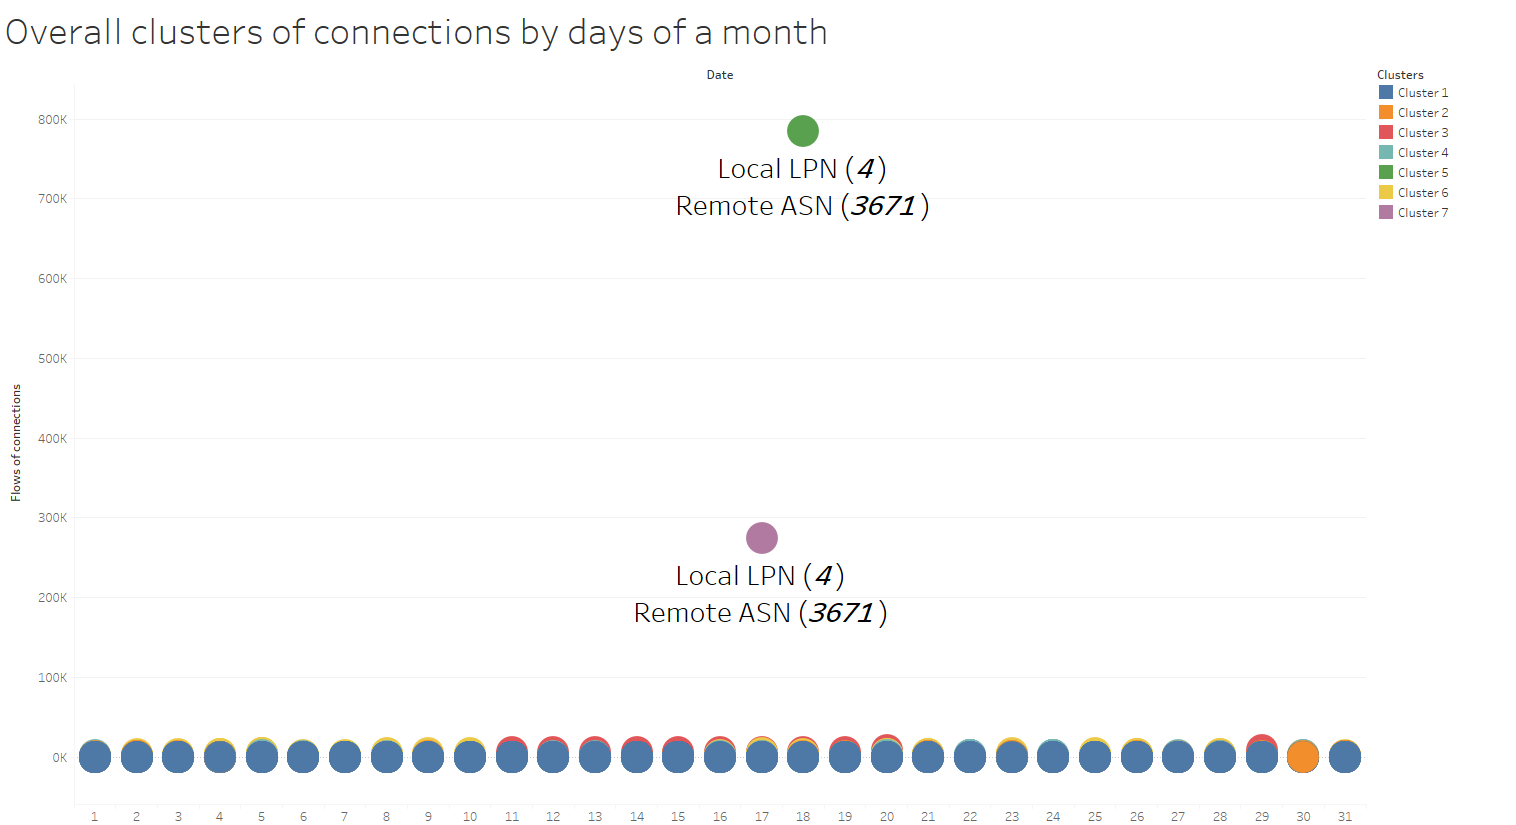 Overall clusters of connections by days of a month
Date
Clusters
Cluster 1
Cluster 2
Cluster 3
Cluster 4
Cluster 5
Cluster 6
Cluster 7
Flows of connections
800K
700K
600K
500K
400K
300K
200K
100K
0K
Local LPN (4)
Remote ASN (3671)
Local LPN (4)
Remote ASN (3671)
1 2 3 4 5 6 7 8 9 10 11 12 13 14 15 16 17 18 19 20 21 22 23 24 25 26 27 28 29 30 31